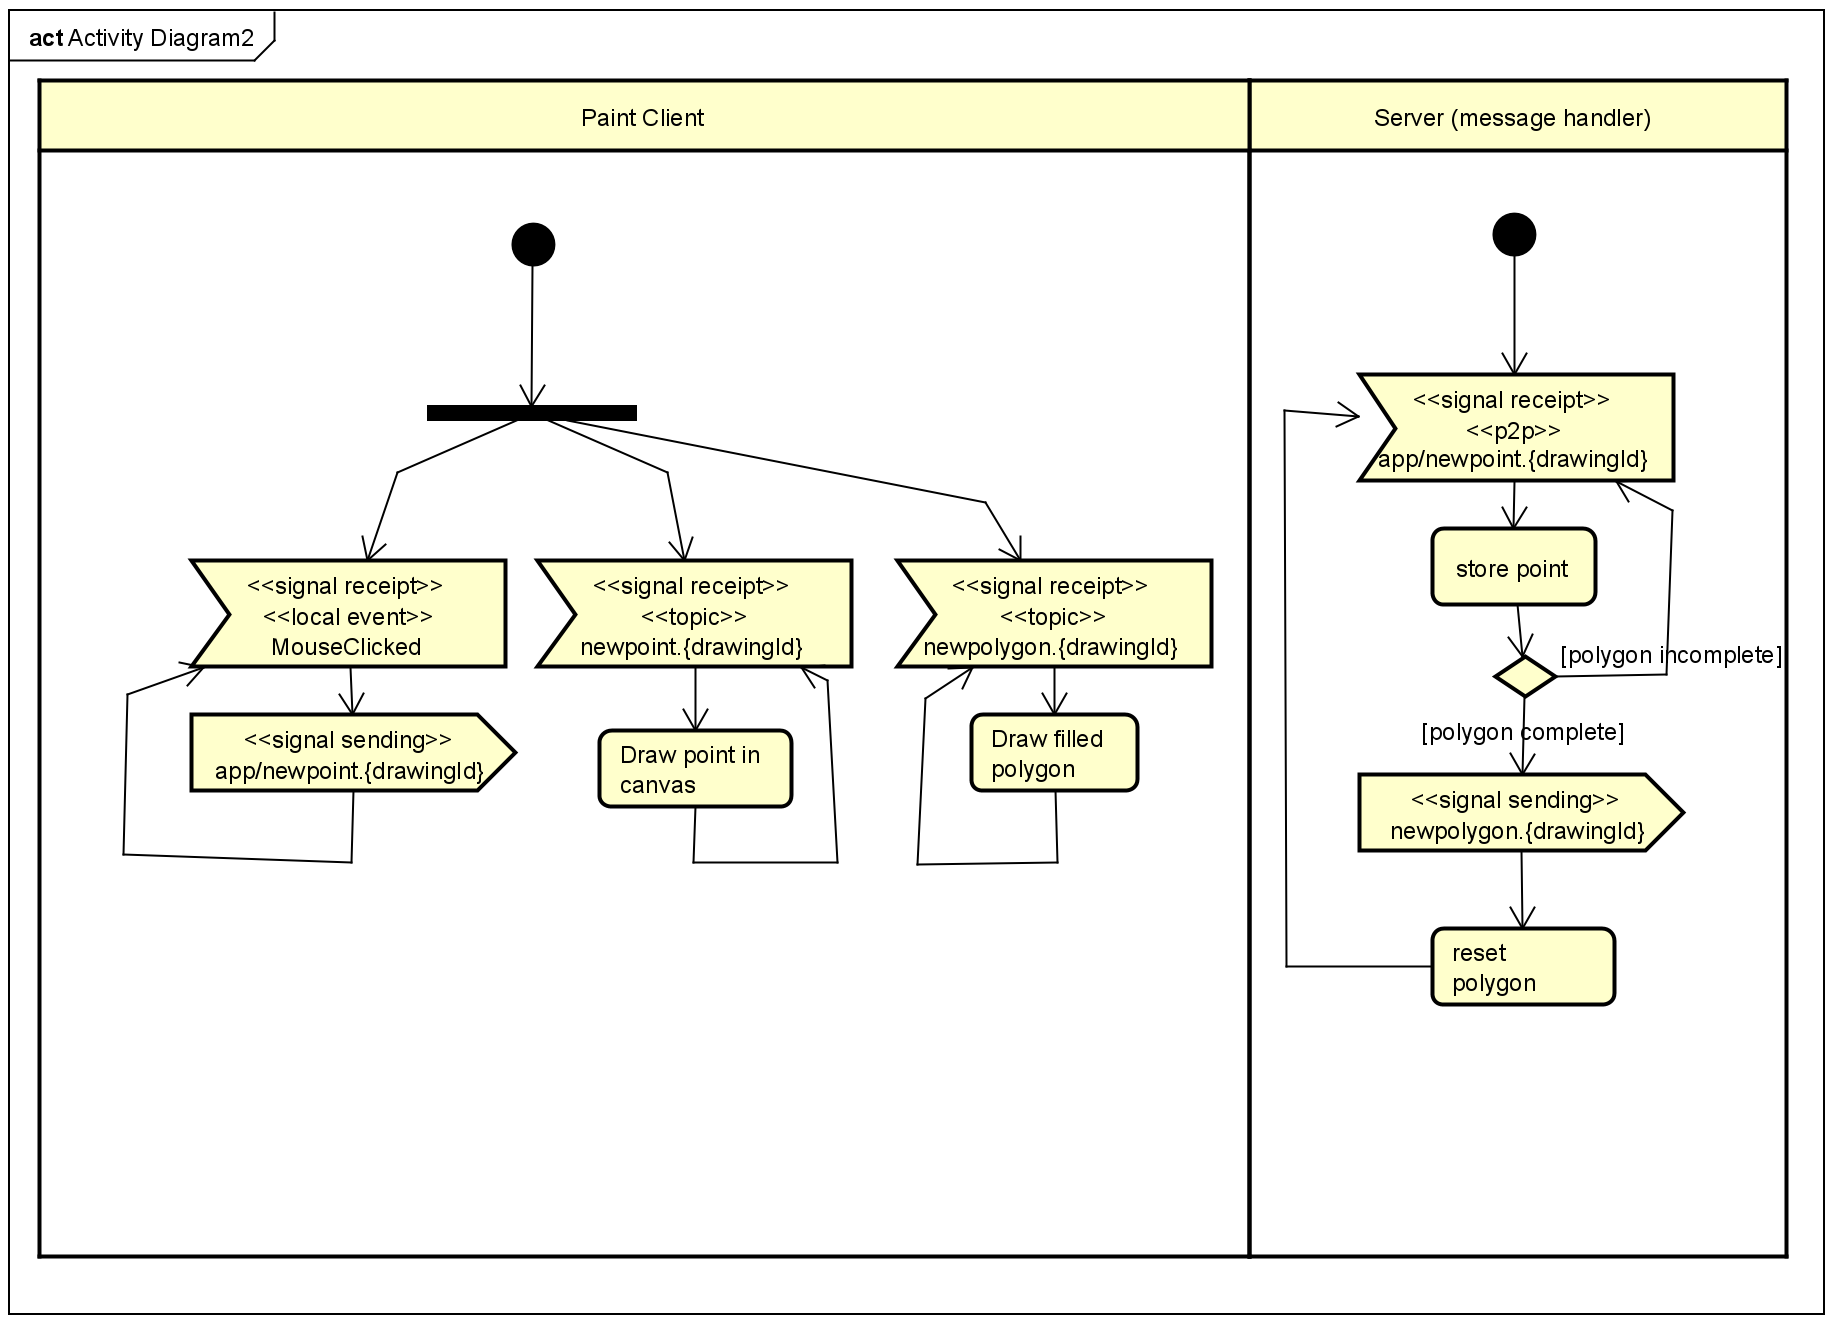 act Activity Diagram2
Paint Client
Server (message handler)
<<signal receipt>>
<<local event>>
MouseClicked
<<signal sending>>
app/newpoint.{drawingId}
<<signal receipt>>
<<topic>>
newpoint.{drawingId}
Draw point in
canvas
<<signal receipt>>
<<topic>>
newpolygon.{drawingId}
Draw filled
polygon
<<signal receipt>>
<<p2p>>
app/newpoint.{drawingId}
store point
[polygon incomplete]
[polygon complete]
<<signal sending>>
newpolygon.{drawingId}
reset
polygon